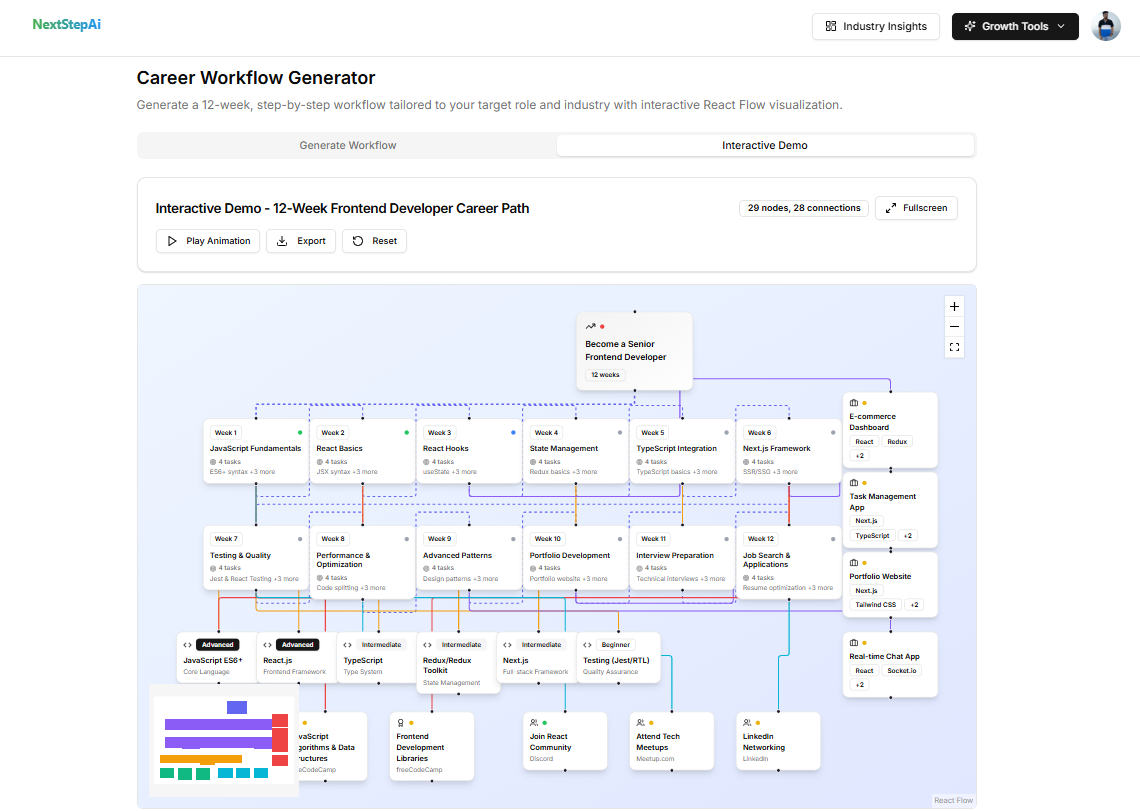 NextStepAi
Industry Insights
Growth Tools
Career Workflow Generator
Generate a 12-week, step-by-step workflow tailored to your target role and industry with interactive React Flow visualization.
Generate Workflow
Interactive Demo
Interactive Demo - 12-Week Frontend Developer Career Path
29 nodes, 28 connections
Fullscreen
Play Animation
Export
Reset
Become a Senior
Frontend Developer
12 weeks
Week 1
JavaScript Fundamentals
4 tasks
ES6+ syntax +3 more
Week 2
React Basics
4 tasks
JSX syntax +3 more
Week 3
React Hooks
4 tasks
useState +3 more
Week 4
State Management
4 tasks
Redux basics +3 more
Week 5
TypeScript Integration
4 tasks
TypeScript basics +3 more
Week 6
Next.js Framework
4 tasks
SSR/SSG +3 more
E-commerce
Dashboard
React Redux
+2
Task Management
App
Next.js
TypeScript +2
Portfolio Website
Next.js
Tailwind CSS +2
Real-time Chat App
React Socket.io
+2
Week 7
Testing & Quality
4 tasks
Jest & React Testing +3 more
Week 8
Performance &
Optimization
4 tasks
Code splitting +3 more
Week 9
Advanced Patterns
4 tasks
Design patterns +3 more
Week 10
Portfolio Development
4 tasks
Portfolio website +3 more
Week 11
Interview Preparation
4 tasks
Technical interviews +3 more
Week 12
Job Search &
Applications
4 tasks
Resume optimization +3 more
Advanced
JavaScript ES6+
Core Language
Advanced
React.js
Frontend Framework
Intermediate
TypeScript
Type System
Intermediate
Redux/Redux
Toolkit
State Management
Intermediate
Next.js
Full-stack Framework
Beginner
Testing (Jest/RTL)
Quality Assurance
vaScript
gorithms & Data
ructures
eCodeCamp
Frontend
Development
Libraries
freeCodeCamp
Join React
Community
Discord
Attend Tech
Meetups
Meetup.com
LinkedIn
Networking
LinkedIn
React Flow